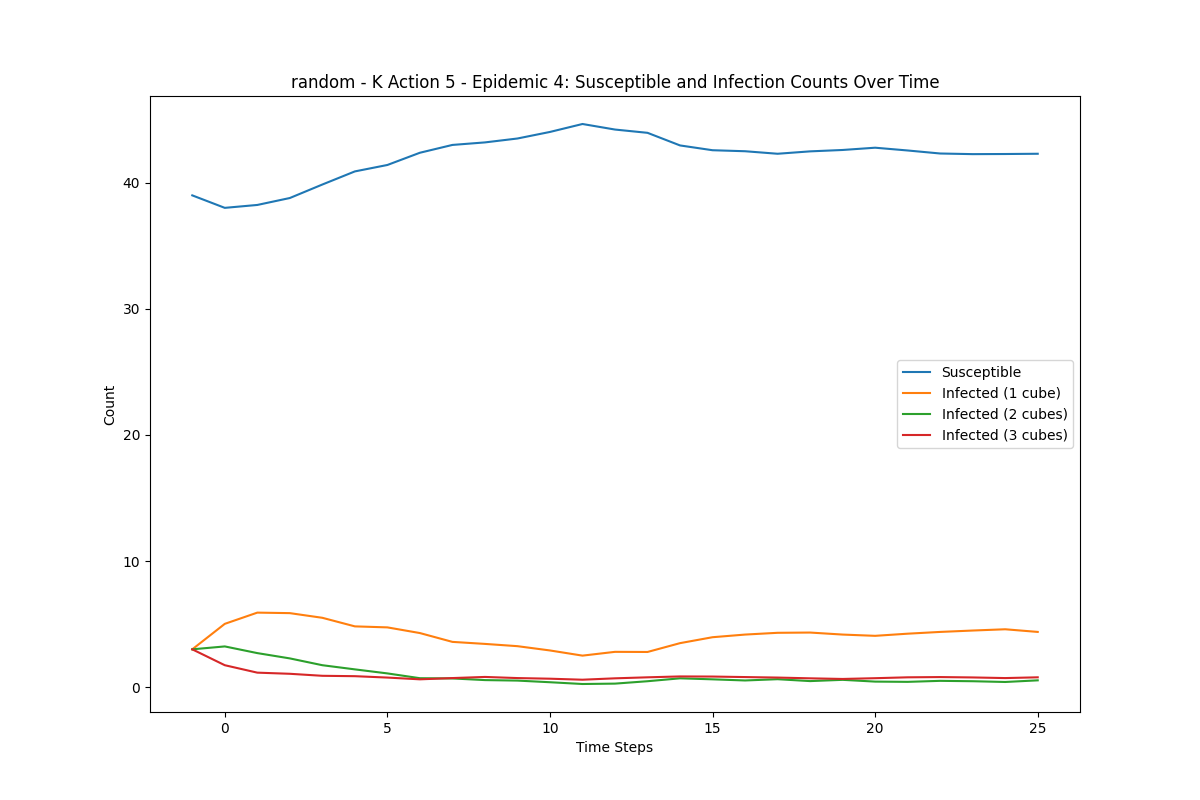 random - K Action 5 - Epidemic 4: Susceptible and Infection Counts Over Time
Count
40
30
20
10
0
Susceptible
Infected (1 cube)
Infected (2 cubes)
Infected (3 cubes)
0 5 10 15 20 25
Time Steps